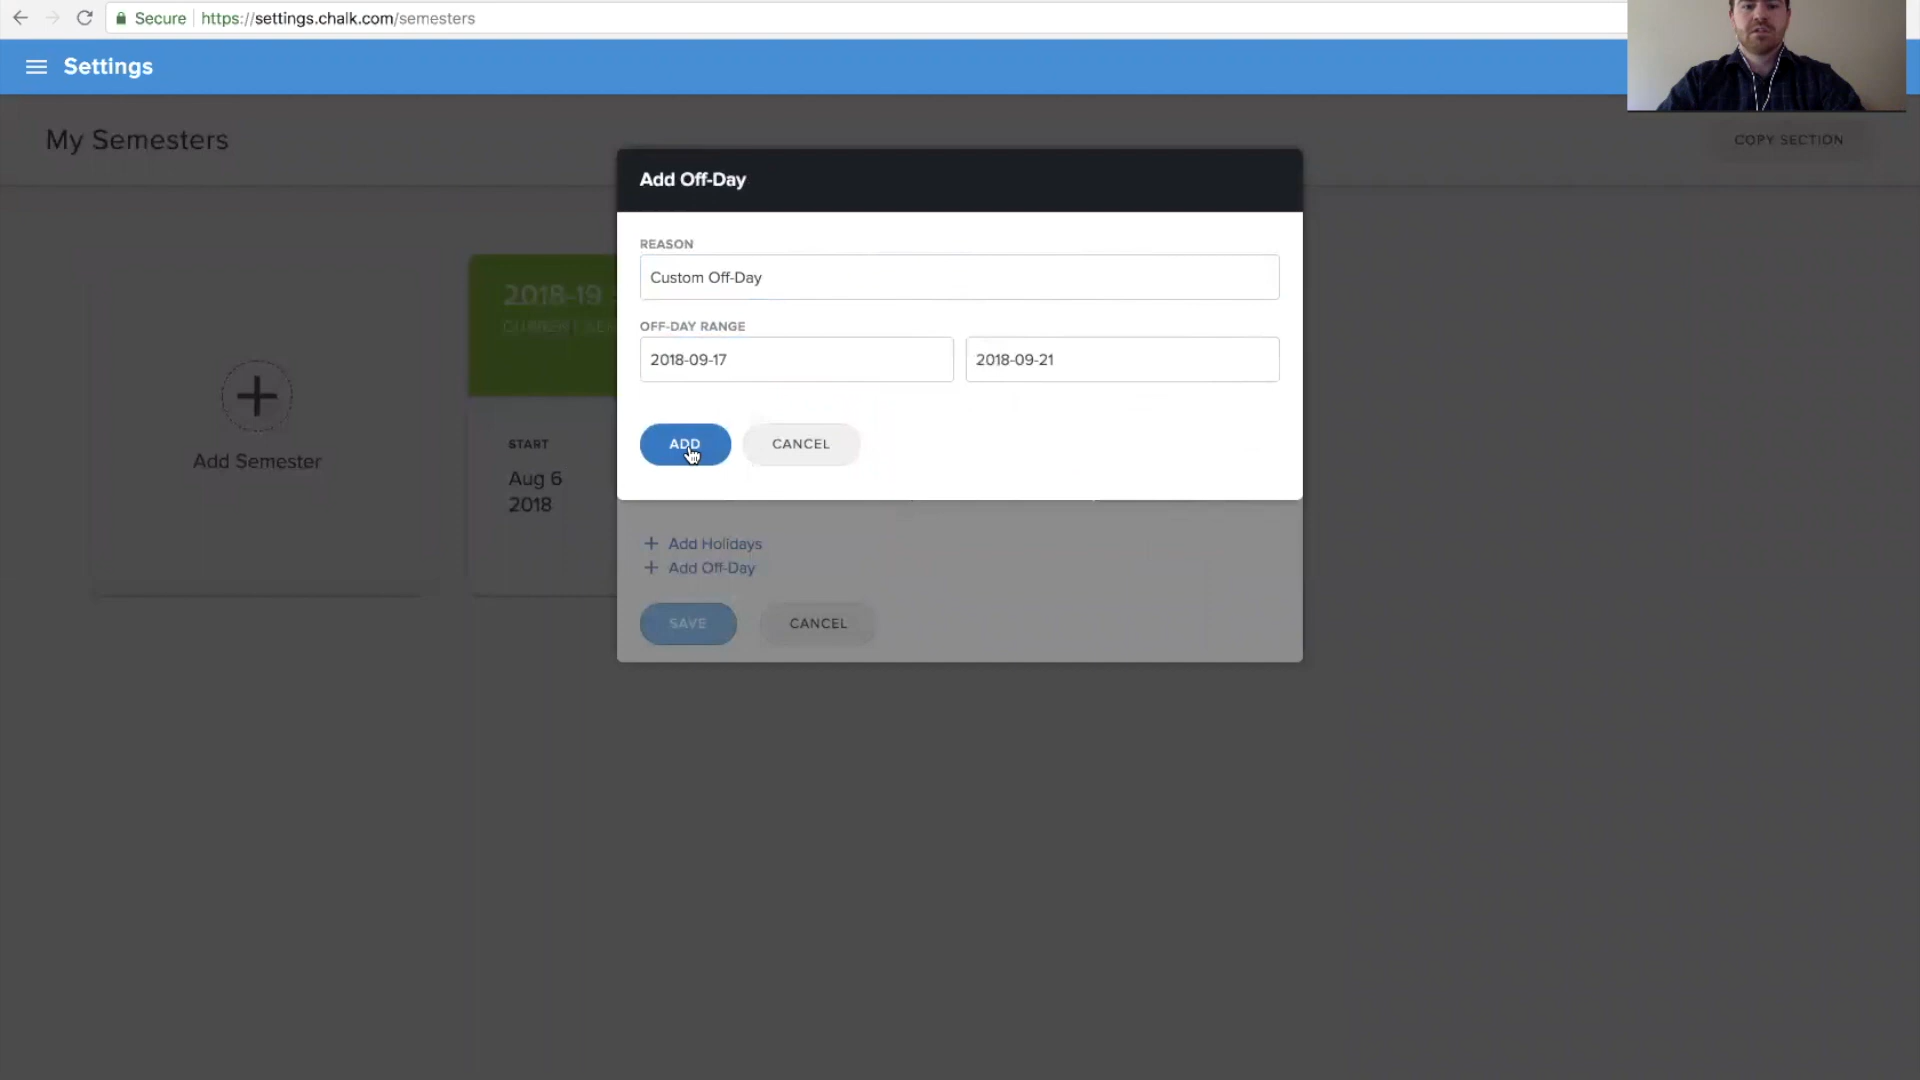 Secure https://settings.chalk.com/semesters
Settings
My Semesters
COPY SECTION
Add Off-Day
REASON
Custom Off-Day
OFF-DAY RANGE
2018-09-17 2018-09-21
ADD CANCEL
2018-19
CURRENT SEM
Add Semester
START
Aug 6
2018
+ Add Holidays
+ Add Off-Day
SAVE CANCEL